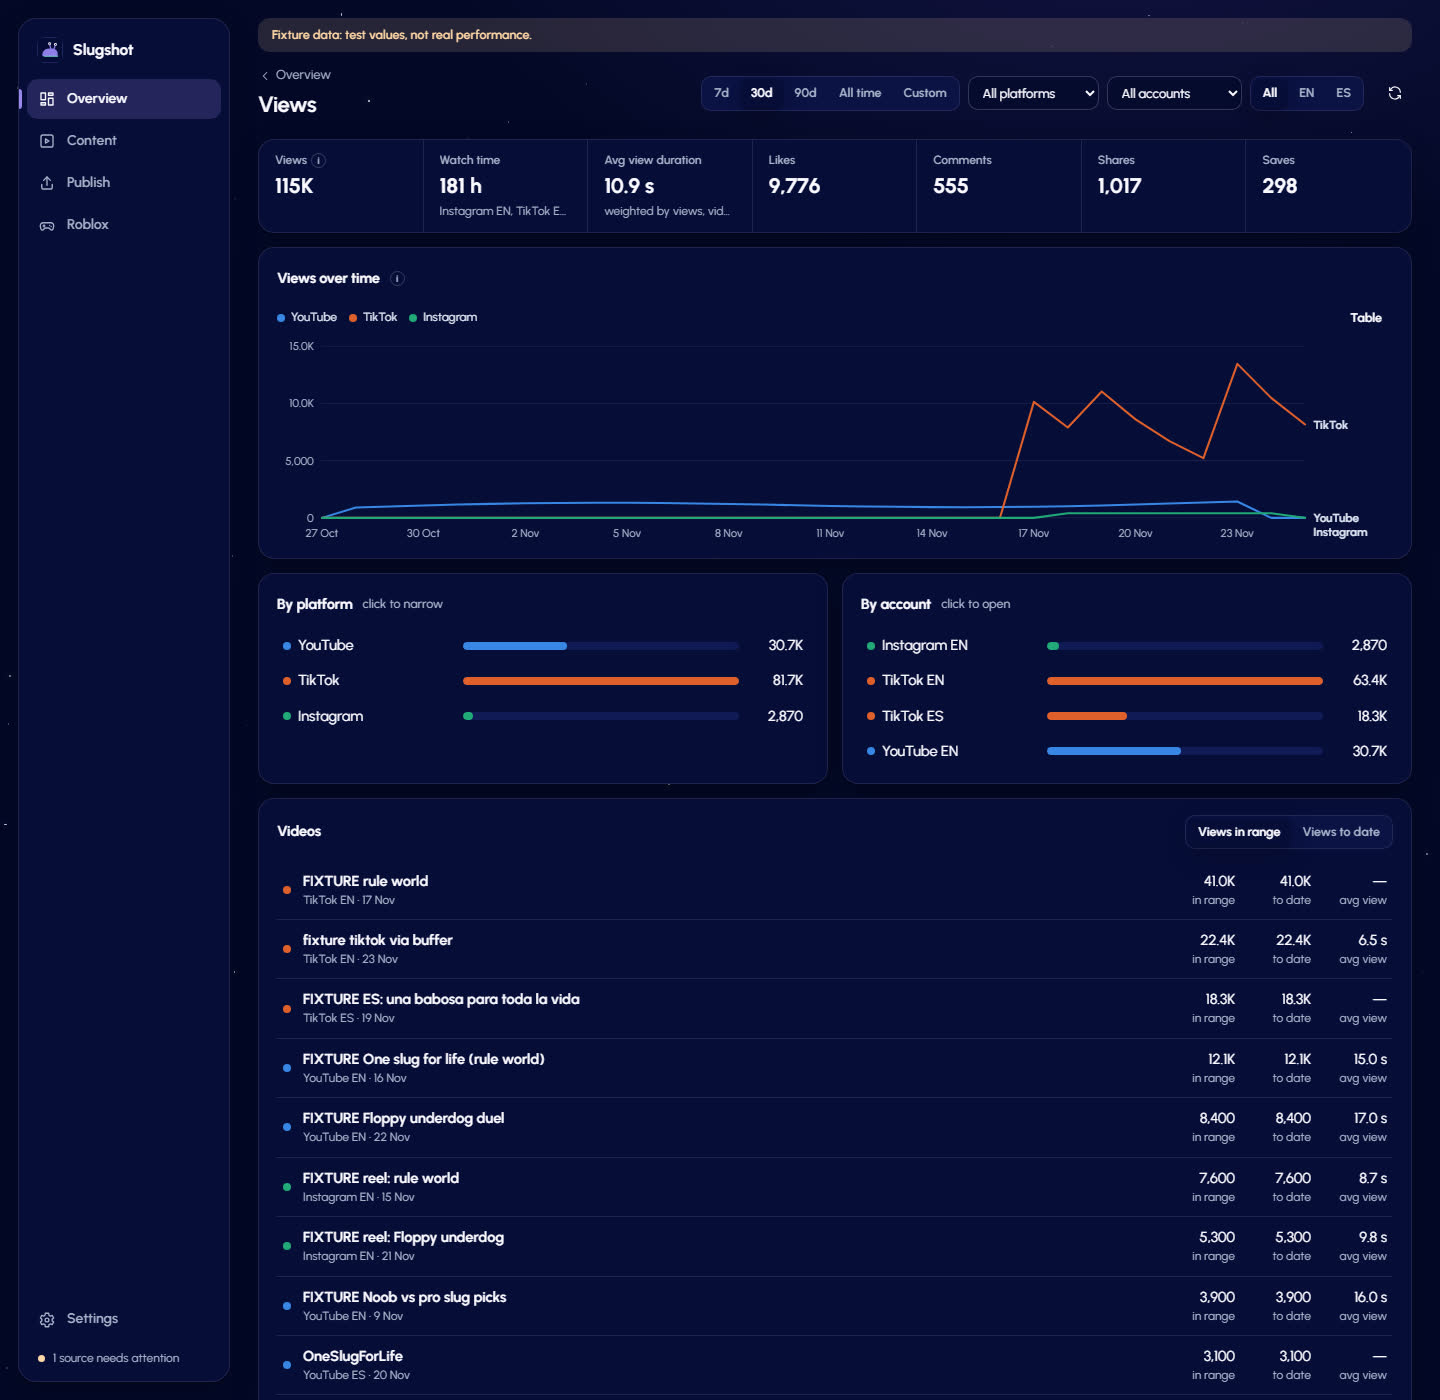 Slugshot
Overview
Content
Publish
Roblox
Settings
1 source needs attention
Fixture data: test values, not real performance.
Overview
Views
7d 30d 90d All time Custom
All platforms
All accounts
All EN ES
Views i
115K
Watch time
181 h
Instagram EN, TikTok E...
Avg view duration
10.9 s
weighted by views, vid...
Likes
9,776
Comments
555
Shares
1,017
Saves
298
Views over time i
YouTube TikTok Instagram
Table
15.0K
10.0K
5,000
0
27 Oct 30 Oct 2 Nov 5 Nov 8 Nov 11 Nov 14 Nov 17 Nov 20 Nov 23 Nov
TikTok
YouTube
Instagram
By platform click to narrow
YouTube 30.7K
TikTok 81.7K
Instagram 2,870
By account click to open
Instagram EN 2,870
TikTok EN 63.4K
TikTok ES 18.3K
YouTube EN 30.7K
Videos
Views in range Views to date
FIXTURE rule world 41.0K 41.0K —
TikTok EN · 17 Nov in range to date avg view
fixture tiktok via buffer 22.4K 22.4K 6.5 s
TikTok EN · 23 Nov in range to date avg view
FIXTURE ES: una babosa para toda la vida 18.3K 18.3K —
TikTok ES · 19 Nov in range to date avg view
FIXTURE One slug for life (rule world) 12.1K 12.1K 15.0 s
YouTube EN · 16 Nov in range to date avg view
FIXTURE Floppy underdog duel 8,400 8,400 17.0 s
YouTube EN · 22 Nov in range to date avg view
FIXTURE reel: rule world 7,600 7,600 8.7 s
Instagram EN · 15 Nov in range to date avg view
FIXTURE reel: Floppy underdog 5,300 5,300 9.8 s
Instagram EN · 21 Nov in range to date avg view
FIXTURE Noob vs pro slug picks 3,900 3,900 16.0 s
YouTube EN · 9 Nov in range to date avg view
OneSlugForLife 3,100 3,100 —
YouTube ES · 20 Nov in range to date avg view